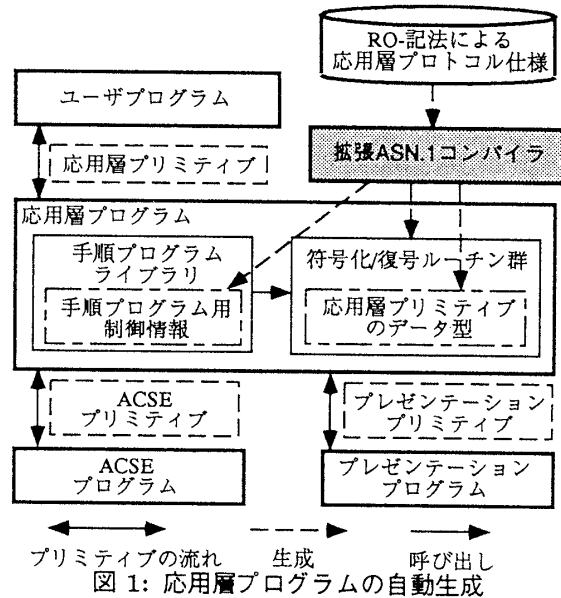 RO-記法による
応用層プロトコル仕様
ユーザプログラム
拡張ASN.1コンパイラ
応用層プリミティブ
応用層プログラム
手順プログラム
ライブラリ
手順プログラム用
制御情報
符号化/復号ルーチン群
応用層プリミティブ
のデータ型
ACSE
プリミティブ
プレゼンテーション
プリミティブ
ACSE
プログラム
プレゼンテーション
プログラム
プリミティブの流れ
生成
呼び出し
図 1: 応用層プログラムの自動生成